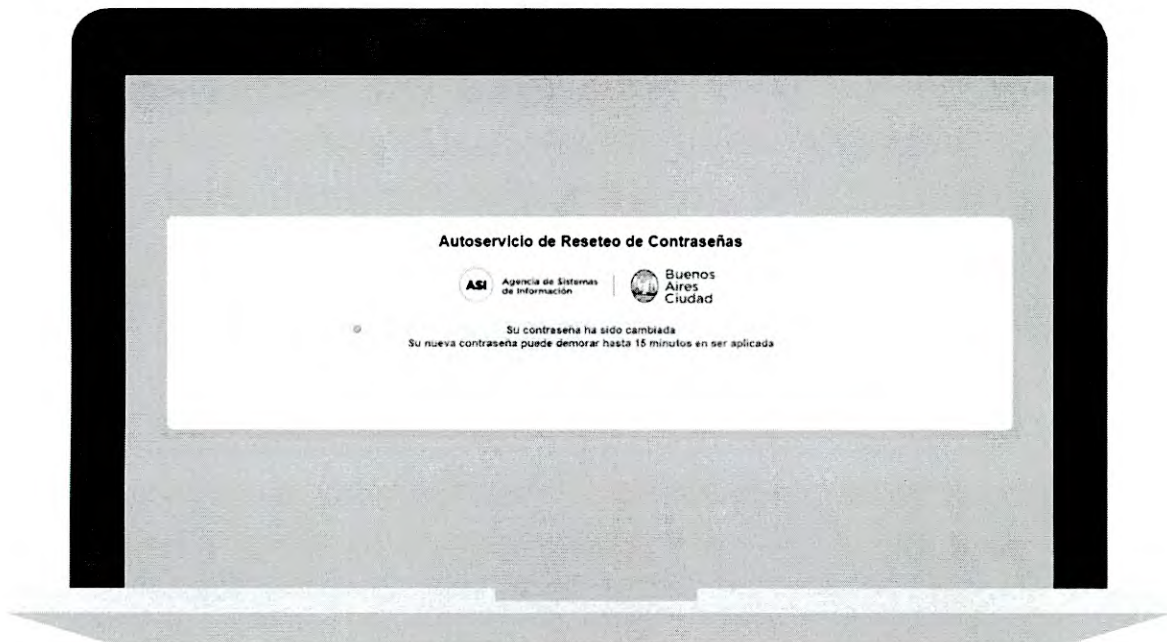 Autoservicio de Reseteo de Contraseñas
ASI
Agencia de Sistemas
de Información
Buenos
Aires
Ciudad
Su contraseña ha sido cambiada
Su nueva contraseña puede demorar hasta 15 minutos en ser aplicada